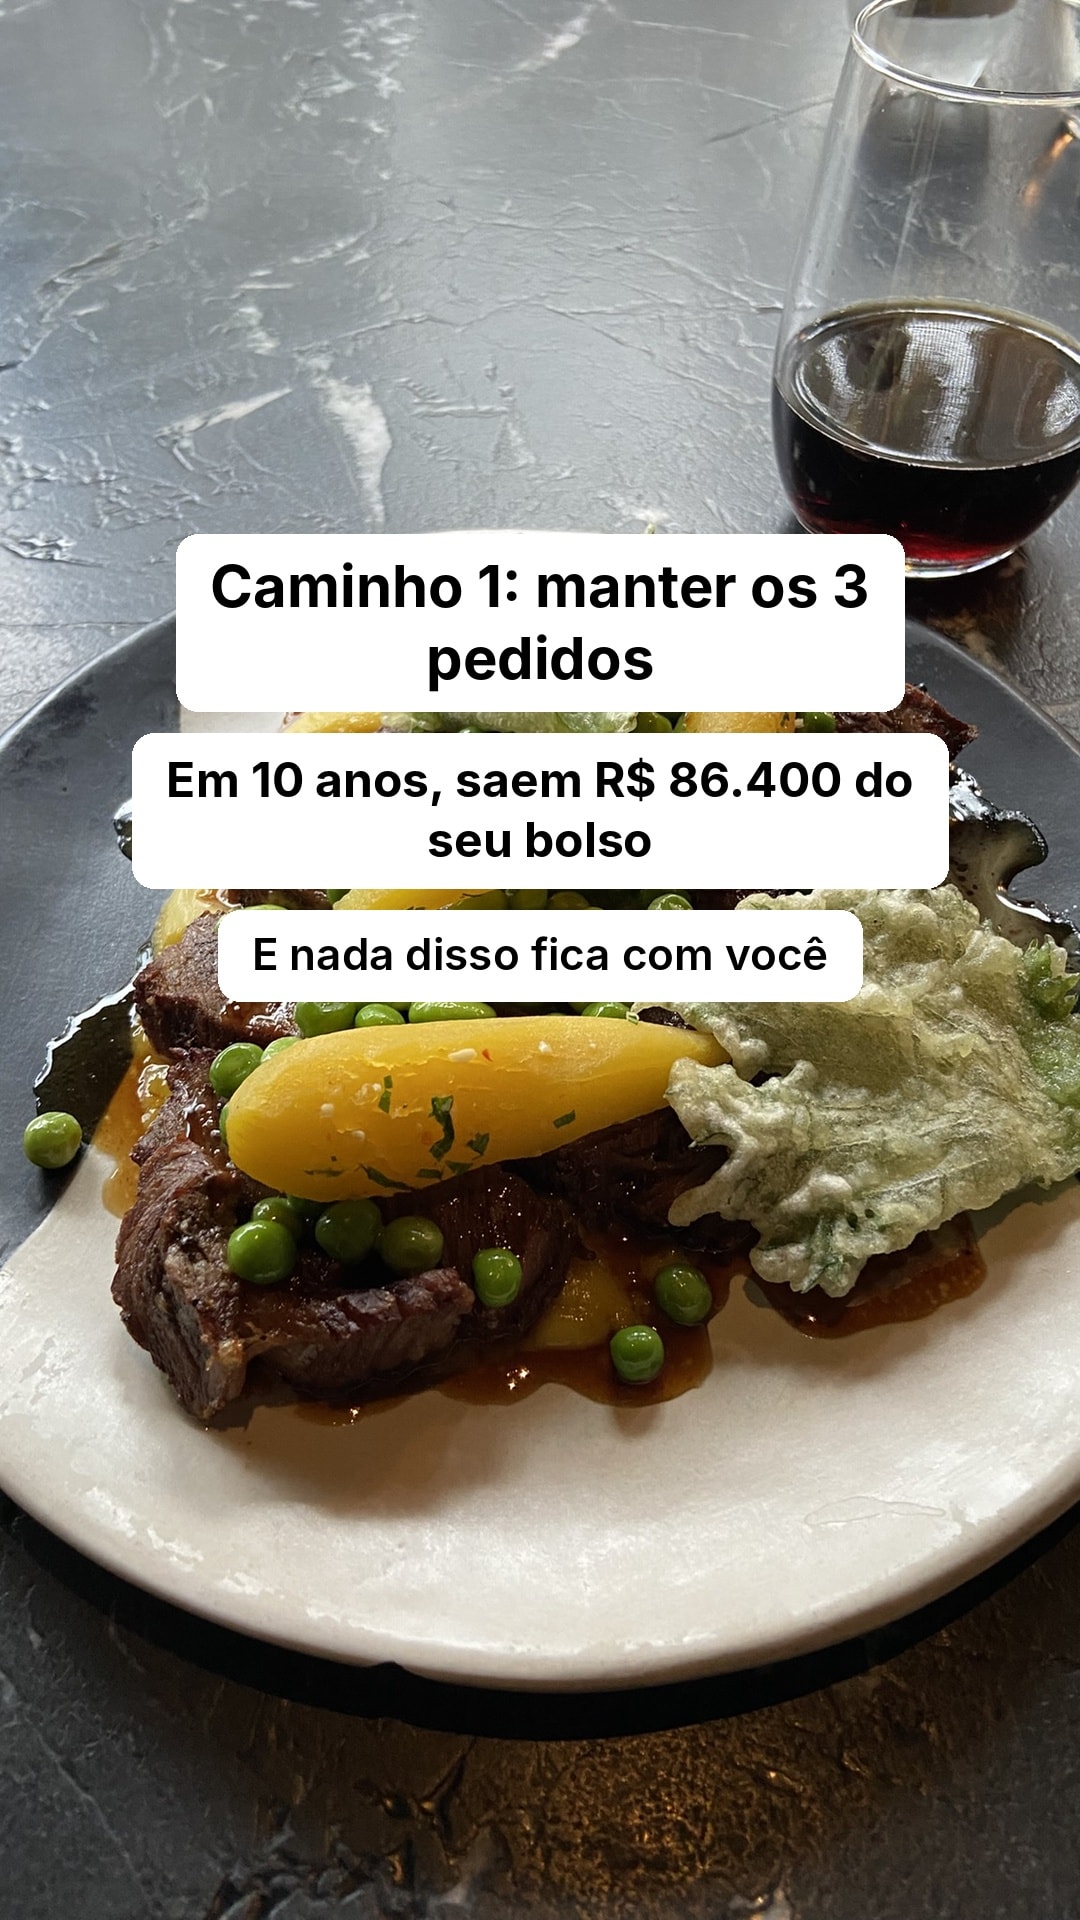 Caminho 1: manter os 3
pedidos
Em 10 anos, saem R$ 86.400 do
seu bolso
E nada disso fica com você